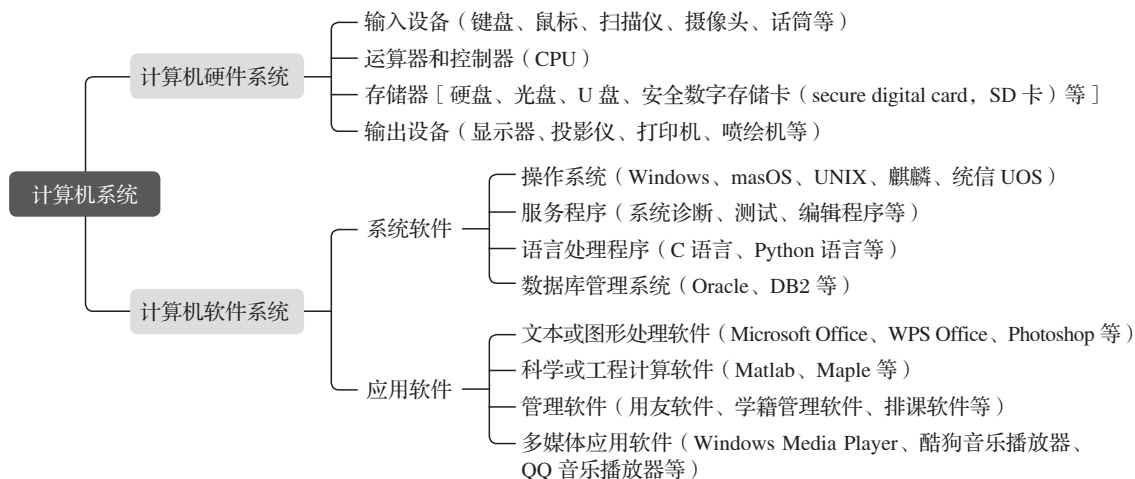 计算机系统
计算机硬件系统
输入设备（键盘、鼠标、扫描仪、摄像头、话筒等）
运算器和控制器（CPU）
存储器［硬盘、光盘、U 盘、安全数字存储卡（secure digital card，SD 卡）等］
输出设备（显示器、投影仪、打印机、喷绘机等）
计算机软件系统
系统软件
操作系统（Windows、masOS、UNIX、麒麟、统信 UOS）
服务程序（系统诊断、测试、编辑程序等）
语言处理程序（C 语言、Python 语言等）
数据库管理系统（Oracle、DB2 等）
应用软件
文本或图形处理软件（Microsoft Office、WPS Office、Photoshop 等）
科学或工程计算软件（Matlab、Maple 等）
管理软件（用友软件、学籍管理软件、排课软件等）
多媒体应用软件（Windows Media Player、酷狗音乐播放器、
QQ 音乐播放器等）